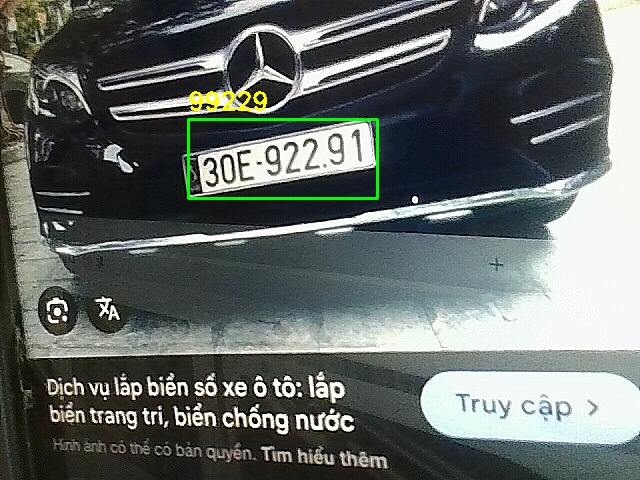 99229
30E-922.91
Dịch vụ lắp biển số xe ô tô: lắp
biển trang trí, biển chống nước
Truy cập >
Hình ảnh có thể có bản quyền. Tìm hiểu thêm